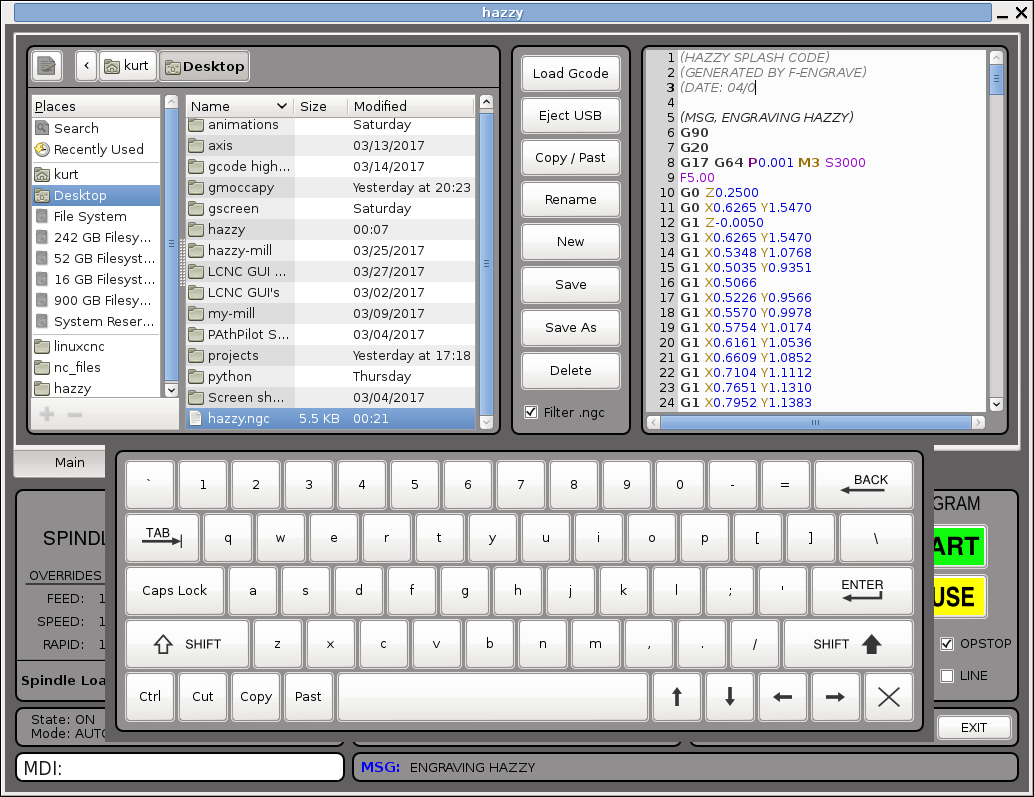 hazzy
< kurt Desktop
Places
Search
Recently Used
kurt
Desktop
File System
242 GB Filesy...
52 GB Filesyst...
16 GB Filesyst...
900 GB Filesy...
System Reser...
linuxcnc
nc_files
hazzy
Name Size Modified
animations Saturday
axis 03/13/2017
gcode high... 03/14/2017
gmoccapy Yesterday at 20:23
gscreen Saturday
hazzy 00:07
hazzy-mill 03/25/2017
LCNC GUI ... 03/27/2017
LCNC GUI's 03/02/2017
my-mill 03/09/2017
PAthPilot S... 03/04/2017
projects Yesterday at 17:18
python Thursday
Screen sh... 03/04/2017
hazzy.ngc 5.5 KB 00:21
Load Gcode
Eject USB
Copy / Past
Rename
New
Save
Save As
Delete
Filter .ngc
1 (HAZZY SPLASH CODE)
2 (GENERATED BY F-ENGRAVE)
3 (DATE: 04/0
4
5 (MSG, ENGRAVING HAZZY)
6 G90
7 G20
8 G17 G64 P0.001 M3 S3000
9 F5.00
10 G0 Z0.2500
11 G0 X0.6265 Y1.5470
12 G1 Z-0.0050
13 G1 X0.6265 Y1.5470
14 G1 X0.5348 Y1.0768
15 G1 X0.5035 Y0.9351
16 G1 X0.5066
17 G1 X0.5226 Y0.9566
18 G1 X0.5570 Y0.9978
19 G1 X0.5754 Y1.0174
20 G1 X0.6161 Y1.0536
21 G1 X0.6609 Y1.0852
22 G1 X0.7104 Y1.1112
23 G1 X0.7651 Y1.1310
24 G1 X0.7952 Y1.1383
Main
SPINDL
OVERRIDES
FEED: 1
SPEED: 1
RAPID: 1
Spindle Loa
State: ON
Mode: AUTO
` 1 2 3 4 5 6 7 8 9 0 - = BACK
TAB q w e r t y u i o p [ ] \
Caps Lock a s d f g h j k l ; ' ENTER
SHIFT z x c v b n m , . / SHIFT
Ctrl Cut Copy Past
GRAM
ART
USE
OPSTOP
LINE
EXIT
MDI:
MSG: ENGRAVING HAZZY